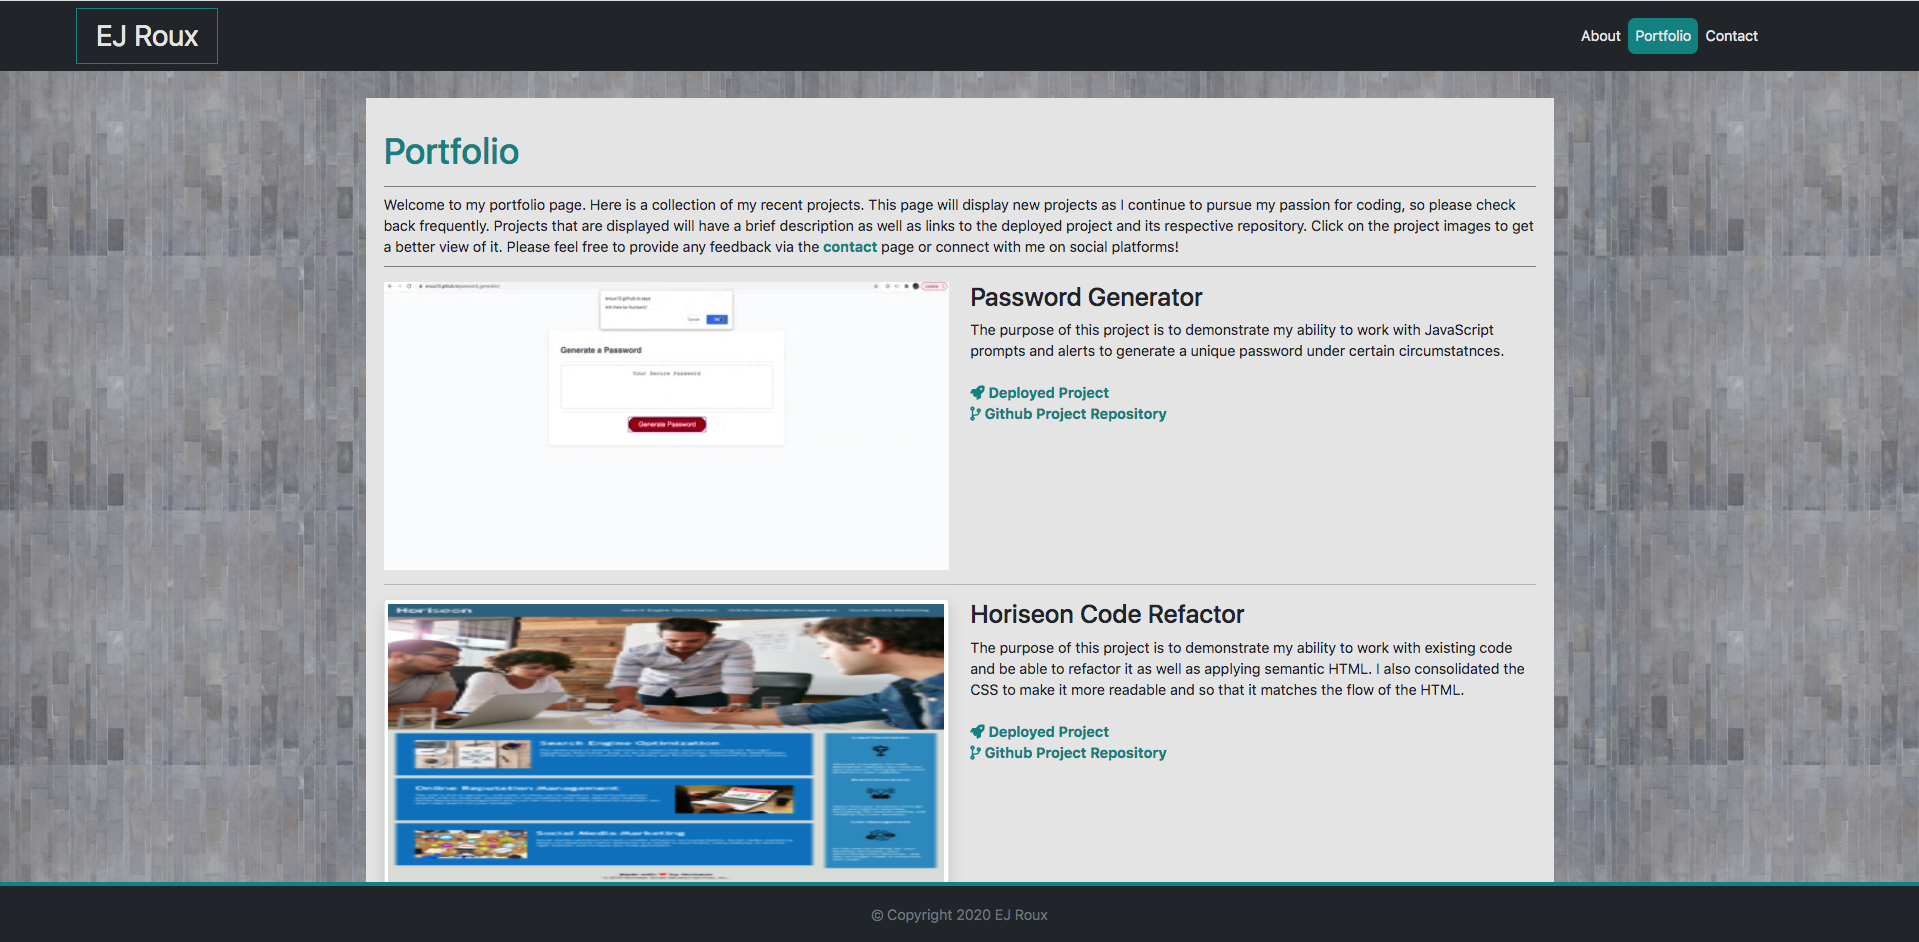 EJ Roux
About Portfolio Contact
Portfolio
Welcome to my portfolio page. Here is a collection of my recent projects. This page will display new projects as I continue to pursue my passion for coding, so please check
back frequently. Projects that are displayed will have a brief description as well as links to the deployed project and its respective repository. Click on the project images to get
a better view of it. Please feel free to provide any feedback via the contact page or connect with me on social platforms!
Generate a Password
Your Secure Password
Generate Password
Password Generator
The purpose of this project is to demonstrate my ability to work with JavaScript
prompts and alerts to generate a unique password under certain circumstatnces.
Deployed Project
Github Project Repository
Horiseon
Search Engine Optimization Online Reputation Management Social Media Marketing
Search Engine Optimization
Online Reputation Management
Social Media Marketing
Horiseon Code Refactor
The purpose of this project is to demonstrate my ability to work with existing code
and be able to refactor it as well as applying semantic HTML. I also consolidated the
CSS to make it more readable and so that it matches the flow of the HTML.
Deployed Project
Github Project Repository
© Copyright 2020 EJ Roux